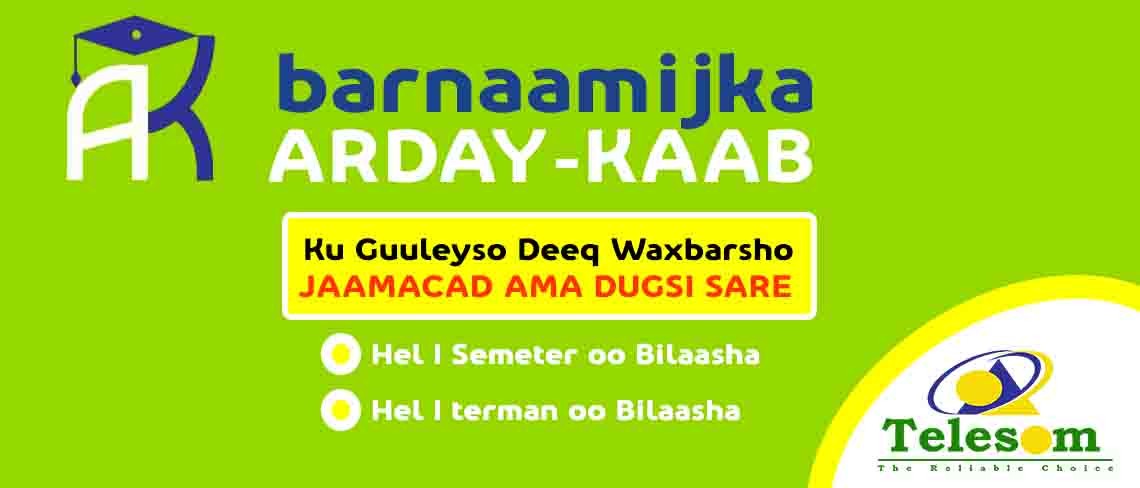 AK
barnaamijka
ARDAY-KAAB
Ku Guuleyso Deeq Waxbarsho
JAAMACAD AMA DUGSI SARE
Hel 1 Semeter oo Bilaasha
Hel 1 terman oo Bilaasha
Telesom
The Reliable Choice